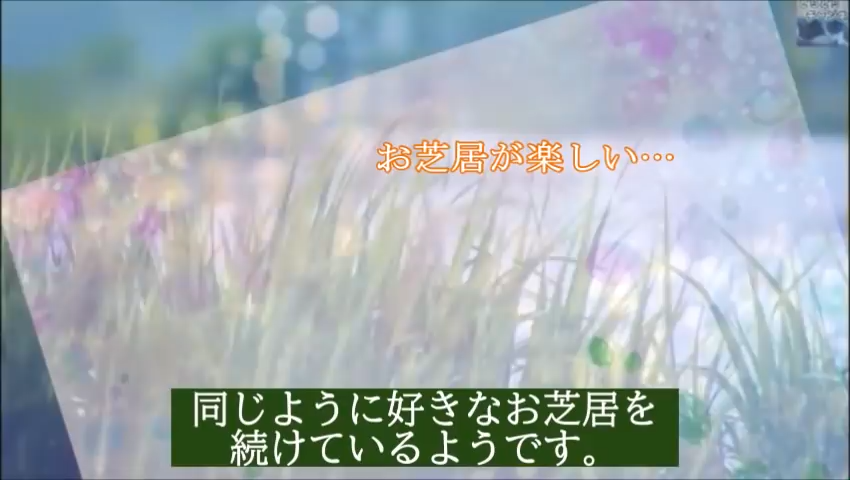 お芝居が楽しい…
同じように好きなお芝居を
続けているようです。